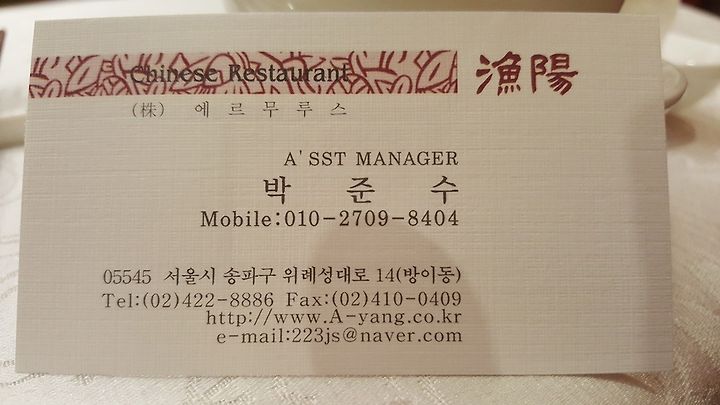 Chinese Restaurant 漁陽
(株) 에르무루스
A'SST MANAGER
박 준 수
Mobile:010-2709-8404
05545 서울시 송파구 위례성대로 14(방이동)
Tel:(02)422-8886 Fax:(02)410-0409
http://www.A-yang.co.kr
e-mail:223js@naver.com